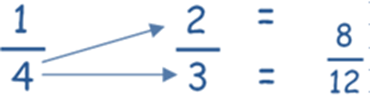 1 2 = 8
4 3 = 12